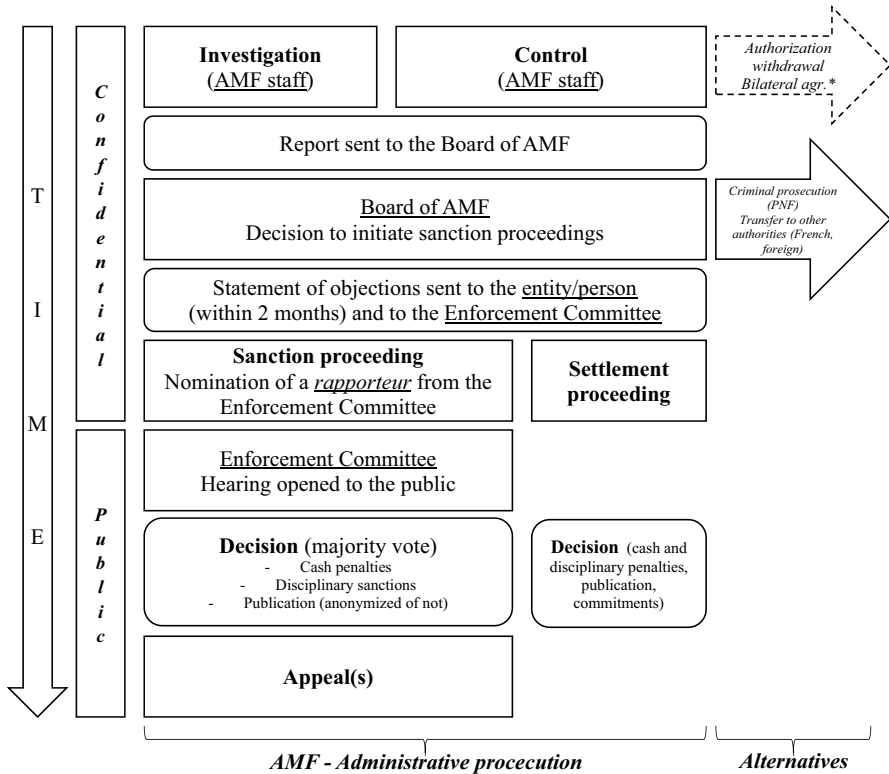 T
I
M
E
Confidential
Public
Investigation
(AMF staff)
Control
(AMF staff)
Authorization
withdrawal
Bilateral agr.*
Report sent to the Board of AMF
Board of AMF
Decision to initiate sanction proceedings
Criminal prosecution
(PNF)
Transfer to other
authorities (French,
foreign)
Statement of objections sent to the entity/person
(within 2 months) and to the Enforcement Committee
Sanction proceeding
Nomination of a rapporteur from the
Enforcement Committee
Settlement
proceeding
Enforcement Committee
Hearing opened to the public
Decision (majority vote)
- Cash penalties
- Disciplinary sanctions
- Publication (anonymized of not)
Decision (cash and
disciplinary penalties,
publication,
commitments)
Appeal(s)
AMF - Administrative procecution
Alternatives